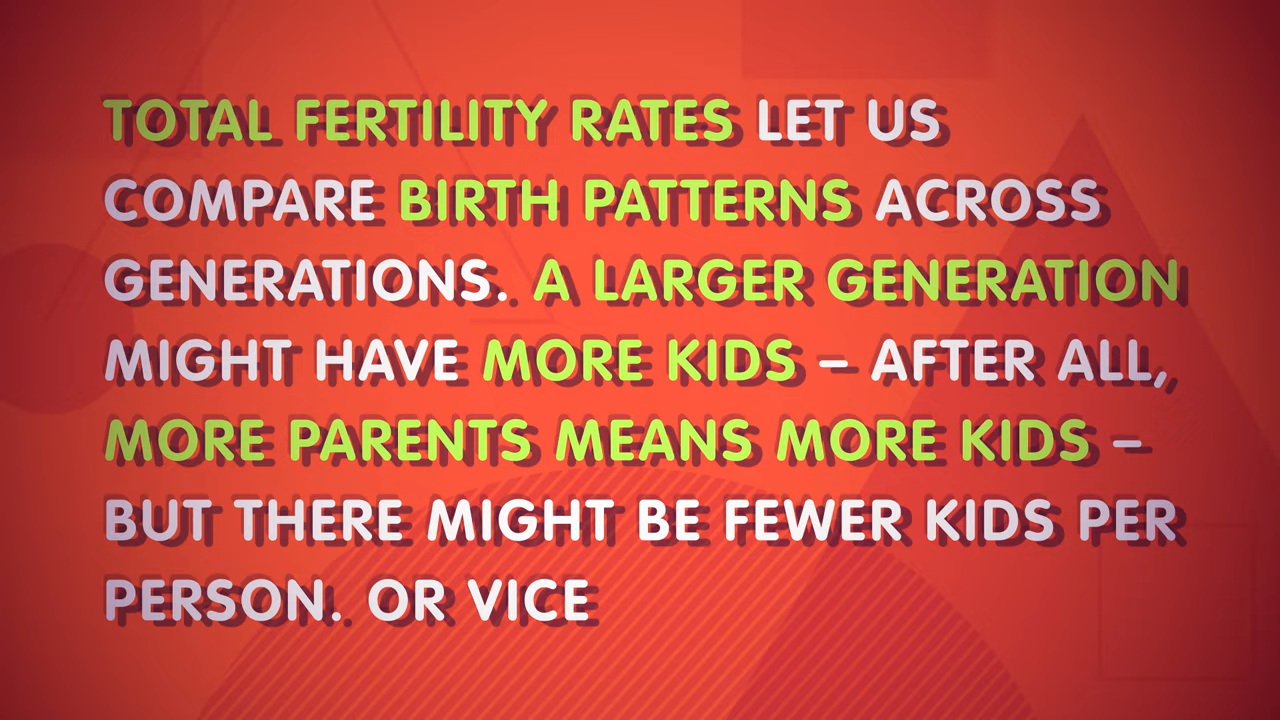 TOTAL FERTILITY RATES LET US
COMPARE BIRTH PATTERNS ACROSS
GENERATIONS. A LARGER GENERATION
MIGHT HAVE MORE KIDS – AFTER ALL,
MORE PARENTS MEANS MORE KIDS –
BUT THERE MIGHT BE FEWER KIDS PER
PERSON. OR VICE